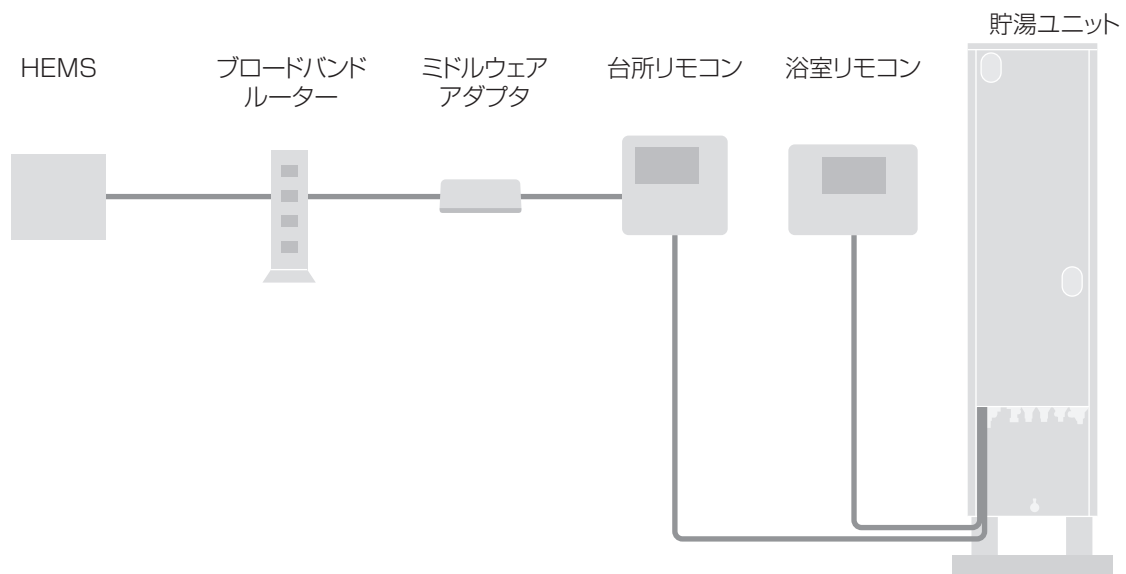 貯湯ユニット
HEMS
ブロードバンド
ルーター
ミドルウェア
アダプタ
台所リモコン
浴室リモコン